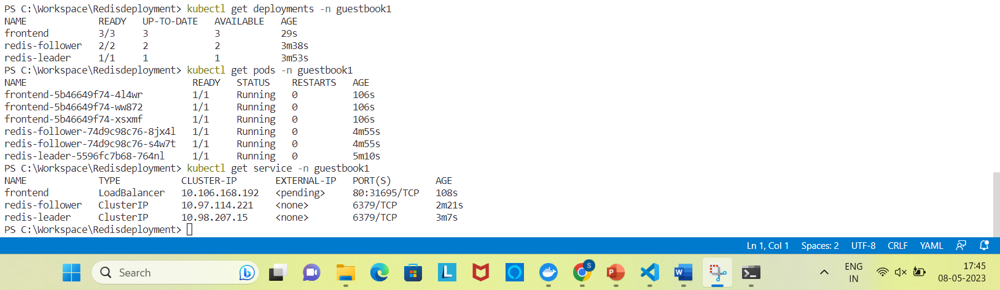 PS C:\Workspace\Redisdeployment> kubectl get deployments -n guestbook1
NAME READY UP-TO-DATE AVAILABLE AGE
frontend 3/3 3 3 29s
redis-follower 2/2 2 2 3m38s
redis-leader 1/1 1 1 3m53s
PS C:\Workspace\Redisdeployment> kubectl get pods -n guestbook1
NAME READY STATUS RESTARTS AGE
frontend-5b46649f74-4l4wr 1/1 Running 0 106s
frontend-5b46649f74-ww872 1/1 Running 0 106s
frontend-5b46649f74-xsxmf 1/1 Running 0 106s
redis-follower-74d9c98c76-8jx4l 1/1 Running 0 4m55s
redis-follower-74d9c98c76-s4w7t 1/1 Running 0 4m55s
redis-leader-5596fc7b68-764nl 1/1 Running 0 5m10s
PS C:\Workspace\Redisdeployment> kubectl get service -n guestbook1
NAME TYPE CLUSTER-IP EXTERNAL-IP PORT(S) AGE
frontend LoadBalancer 10.106.168.192 <pending> 80:31695/TCP 108s
redis-follower ClusterIP 10.97.114.221 <none> 6379/TCP 2m21s
redis-leader ClusterIP 10.98.207.15 <none> 6379/TCP 3m7s
PS C:\Workspace\Redisdeployment>
Ln 1, Col 1 Spaces: 2 UTF-8 CRLF YAML
Search
L
S
P
W
ENG
IN
17:45
08-05-2023